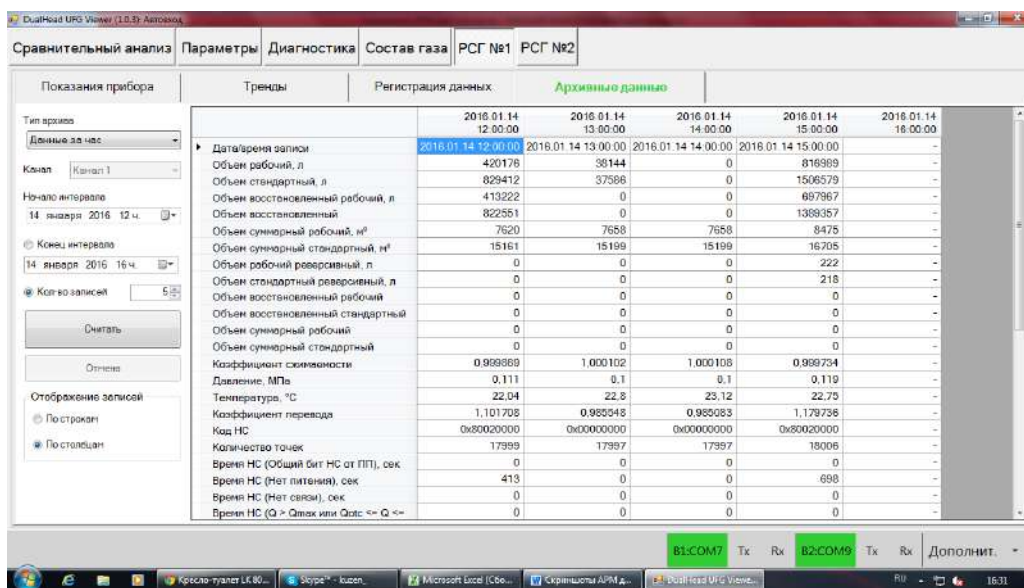 DualHead UFG Viewer (1.0.3): Автовход
Сравнительный анализ Параметры Диагностика Состав газа РСГ №1 РСГ №2
Показания прибора Тренды Регистрация данных Архивные данные
Тип архива
Данные за час
Канал Канал 1
Начало интервала
14 января 2016 12 ч.
Конец интервала
14 января 2016 16 ч.
Кол-во записей 5
Считать
Отмена
Отображение записей
По строкам
По столбцам
2016.01.14 12:00:00 2016.01.14 13:00:00 2016.01.14 14:00:00 2016.01.14 15:00:00 2016.01.14 16:00:00
Дата/время записи 2016.01.14 12:00:00 2016.01.14 13:00:00 2016.01.14 14:00:00 2016.01.14 15:00:00 -
Объем рабочий, л 420176 38144 0 816989 -
Объем стандартный, л 829412 37586 0 1506579 -
Объем восстановленный рабочий, л 413222 0 0 697967 -
Объем восстановленный 822551 0 0 1389357 -
Объем суммарный рабочий, м³ 7620 7658 7658 8475 -
Объем суммарный стандартный, м³ 15161 15199 15199 16705 -
Объем рабочий реверсивный, л 0 0 0 222 -
Объем стандартный реверсивный, л 0 0 0 218 -
Объем восстановленный рабочий 0 0 0 0 -
Объем восстановленный стандартный 0 0 0 0 -
Объем суммарный рабочий 0 0 0 0 -
Объем суммарный стандартный 0 0 0 0 -
Коэффициент сжимаемости 0,999869 1,000102 1,000108 0,999734 -
Давление, МПа 0,111 0,1 0,1 0,119 -
Температура, °С 22,04 22,8 23,12 22,75 -
Коэффициент перевода 1,101708 0,985548 0,985083 1,179736 -
Код НС 0x80020000 0x00000000 0x00000000 0x80020000 -
Количество точек 17999 17997 17997 18006 -
Время НС (Общий бит НС от ПП), сек 0 0 0 0 -
Время НС (Нет питания), сек 413 0 0 698 -
Время НС (Нет связи), сек 0 0 0 0 -
Время НС (Q > Qmax или Qотс <= Q <= 0 0 0 0 -
B1:COM7 Tx Rx B2:COM9 Tx Rx Дополнит.
Кресло-туалет LK 80... Skype™ - kuzen_ Microsoft Excel (Сбо... Скриншоты АРМ д... DualHead UFG Viewe... RU 16:31